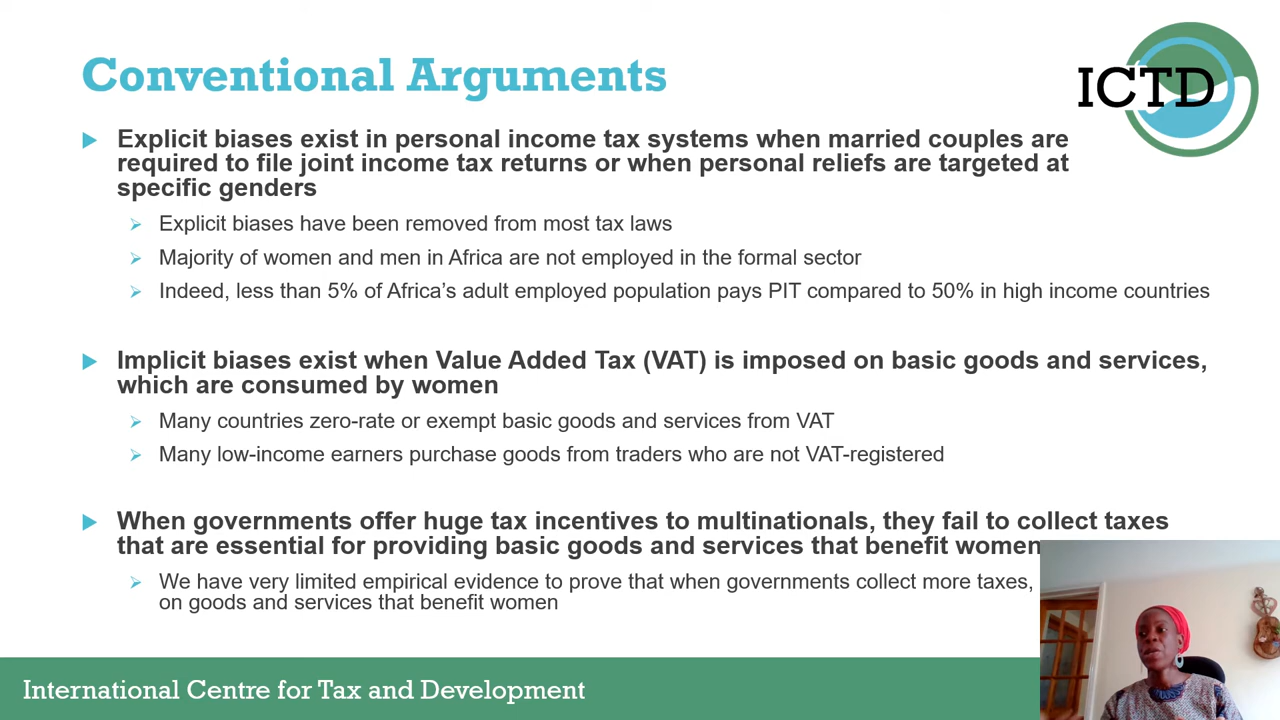 Conventional Arguments
ICTD
Explicit biases exist in personal income tax systems when married couples are
required to file joint income tax returns or when personal reliefs are targeted at
specific genders
Explicit biases have been removed from most tax laws
Majority of women and men in Africa are not employed in the formal sector
Indeed, less than 5% of Africa's adult employed population pays PIT compared to 50% in high income countries
Implicit biases exist when Value Added Tax (VAT) is imposed on basic goods and services,
which are consumed by women
Many countries zero-rate or exempt basic goods and services from VAT
Many low-income earners purchase goods from traders who are not VAT-registered
When governments offer huge tax incentives to multinationals, they fail to collect taxes
that are essential for providing basic goods and services that benefit women
We have very limited empirical evidence to prove that when governments collect more taxes,
on goods and services that benefit women
International Centre for Tax and Development